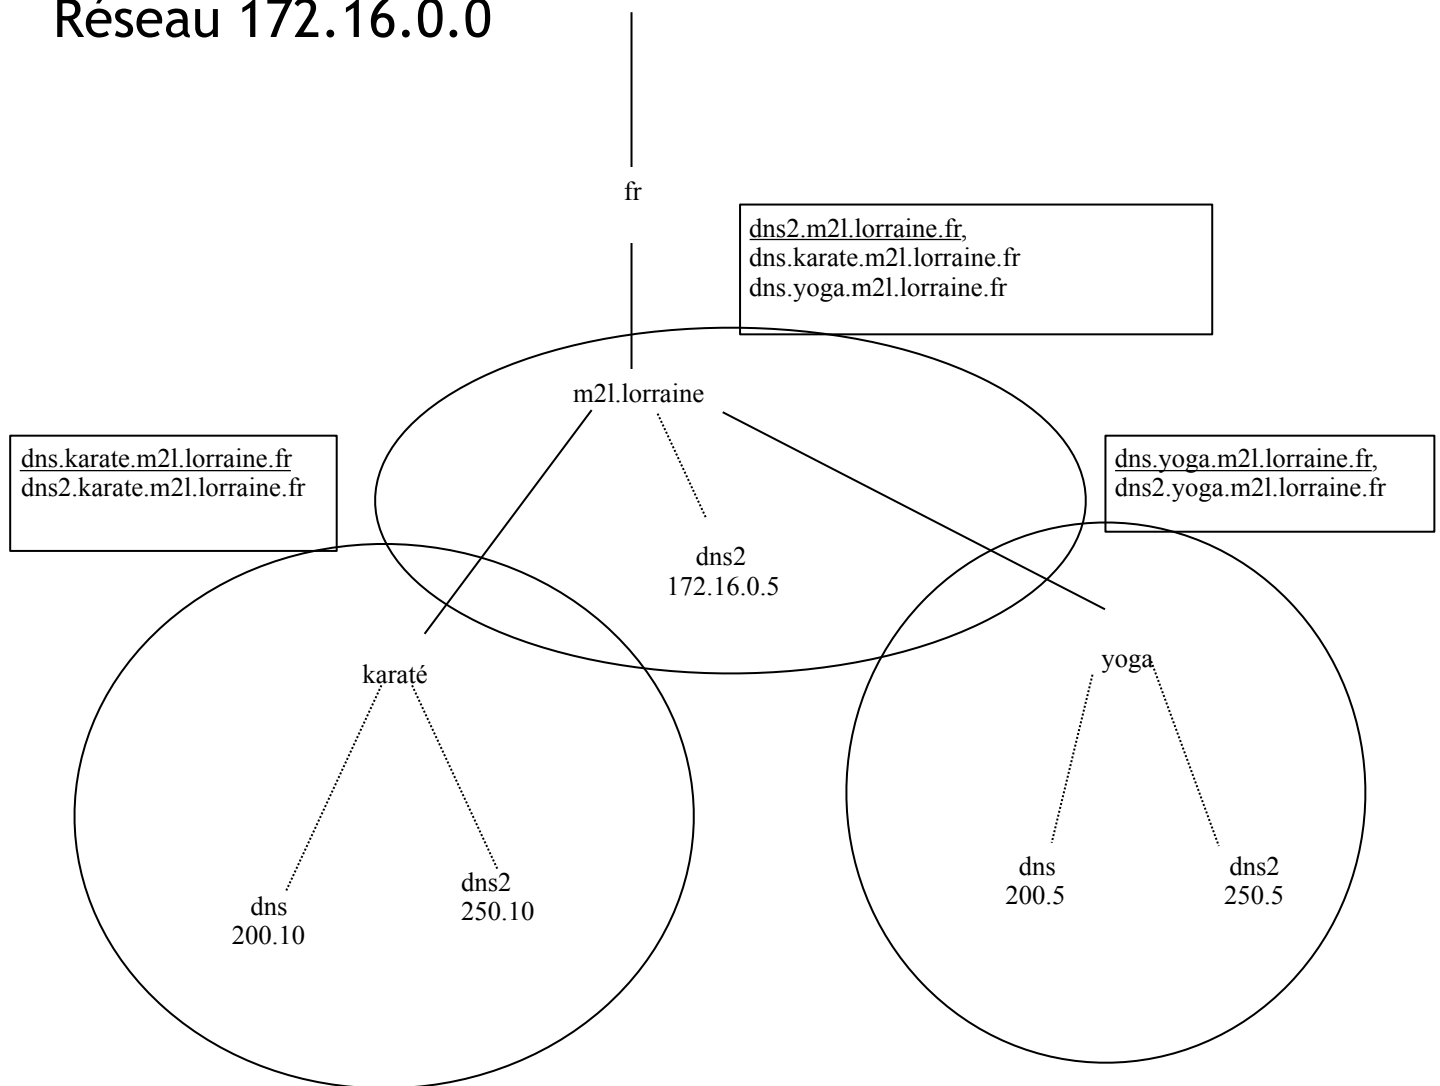 Réseau 172.16.0.0
fr
dns2.m2l.lorraine.fr,
dns.karate.m2l.lorraine.fr
dns.yoga.m2l.lorraine.fr
m2l.lorraine
dns.karate.m2l.lorraine.fr
dns2.karate.m2l.lorraine.fr
dns.yoga.m2l.lorraine.fr,
dns2.yoga.m2l.lorraine.fr
dns2
172.16.0.5
karaté
yoga
dns
200.10
dns2
250.10
dns
200.5
dns2
250.5